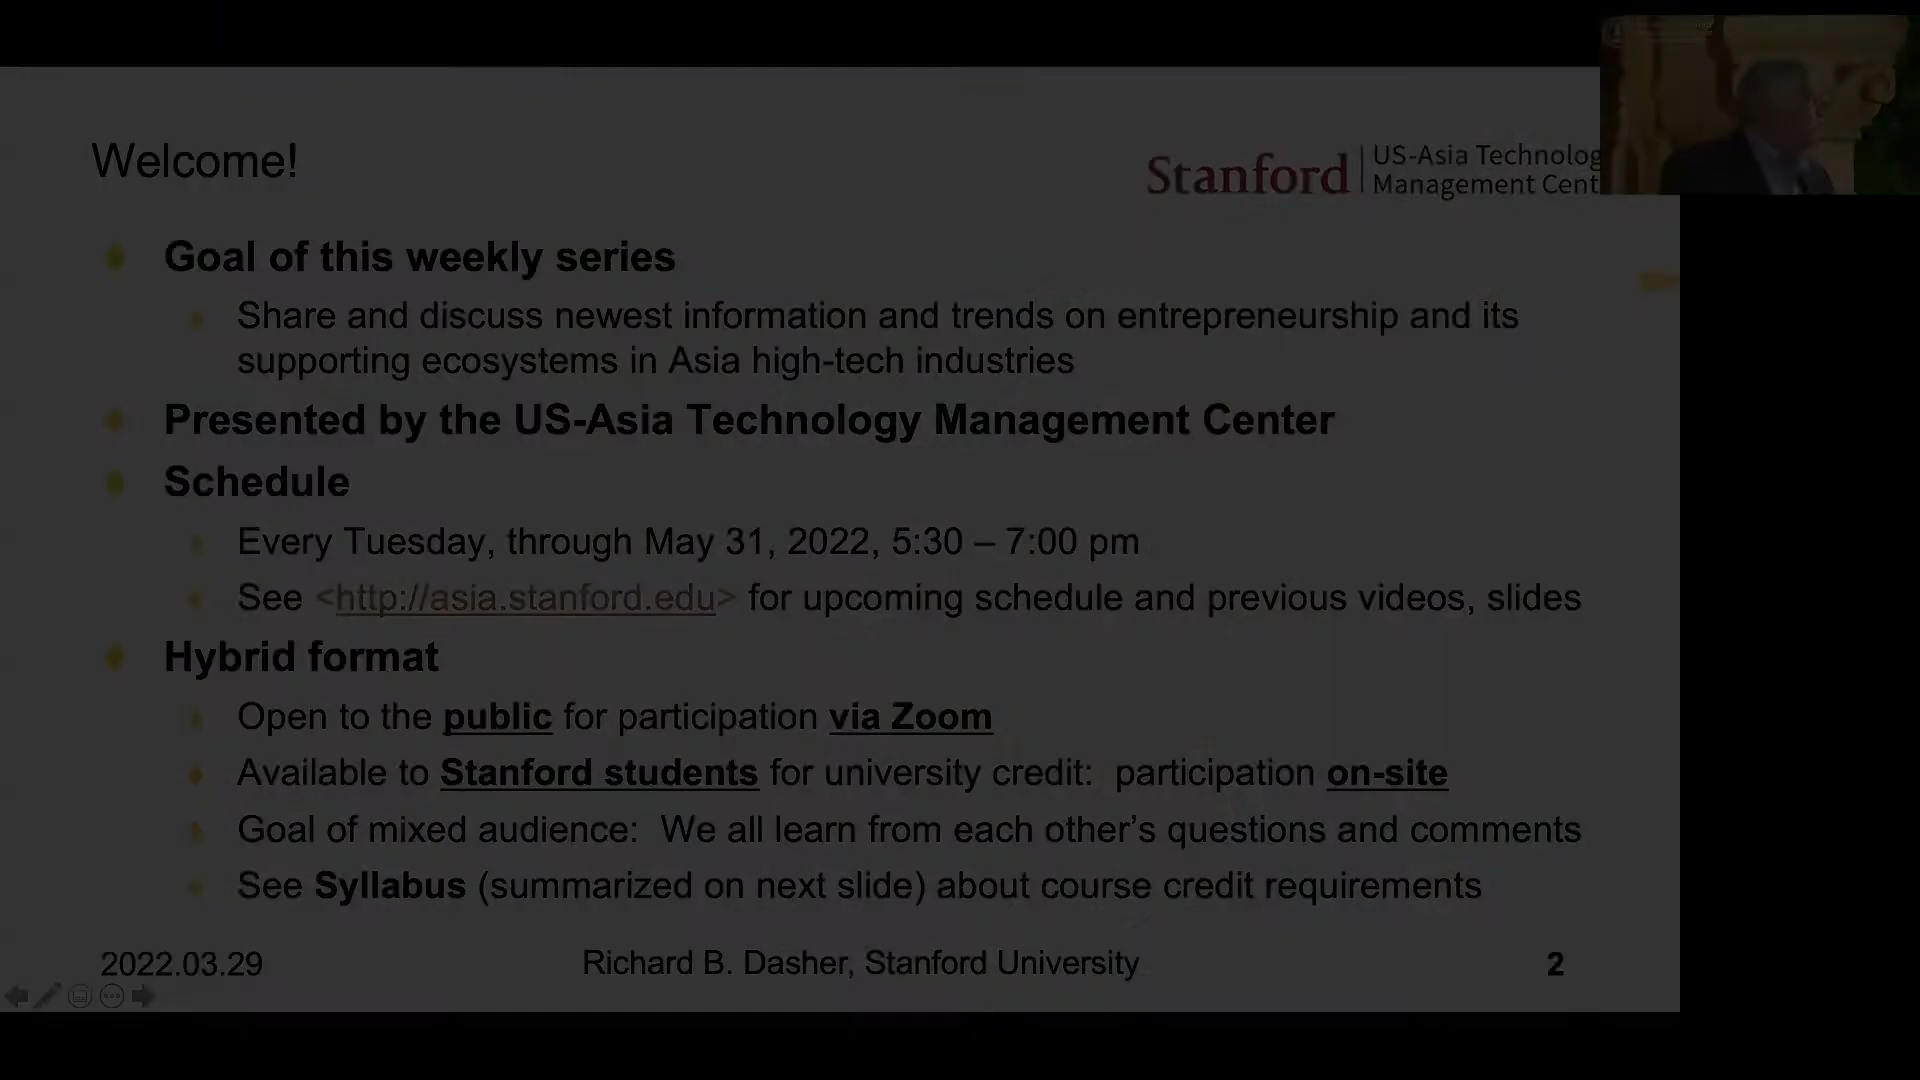 Welcome!
Stanford
US-Asia Technolog
Management Cent
Goal of this weekly series
Share and discuss newest information and trends on entrepreneurship and its
supporting ecosystems in Asia high-tech industries
Presented by the US-Asia Technology Management Center
Schedule
Every Tuesday, through May 31, 2022, 5:30 – 7:00 pm
See <http://asia.stanford.edu> for upcoming schedule and previous videos, slides
Hybrid format
Open to the public for participation via Zoom
Available to Stanford students for university credit:  participation on-site
Goal of mixed audience:  We all learn from each other’s questions and comments
See Syllabus (summarized on next slide) about course credit requirements
2022.03.29
Richard B. Dasher, Stanford University
2